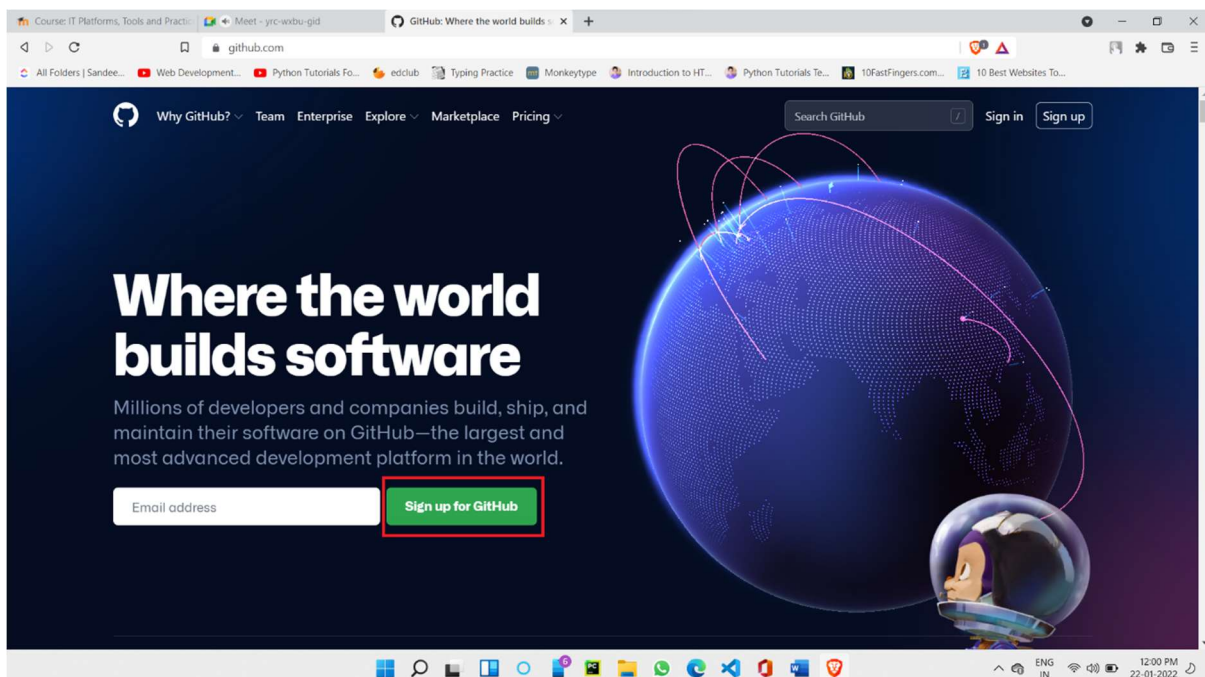 Course: IT Platforms, Tools and Practic
Meet - yrc-wxbu-gid
GitHub: Where the world builds s
github.com
All Folders | Sandee...
Web Development...
Python Tutorials Fo...
edclub
Typing Practice
Monkeytype
Introduction to HT...
Python Tutorials Te...
10FastFingers.com...
10 Best Websites To...
Why GitHub? Team Enterprise Explore Marketplace Pricing
Search GitHub /
Sign in Sign up
Where the world
builds software
Millions of developers and companies build, ship, and
maintain their software on GitHub—the largest and
most advanced development platform in the world.
Email address
Sign up for GitHub
6
ENG
IN
12:00 PM
22-01-2022